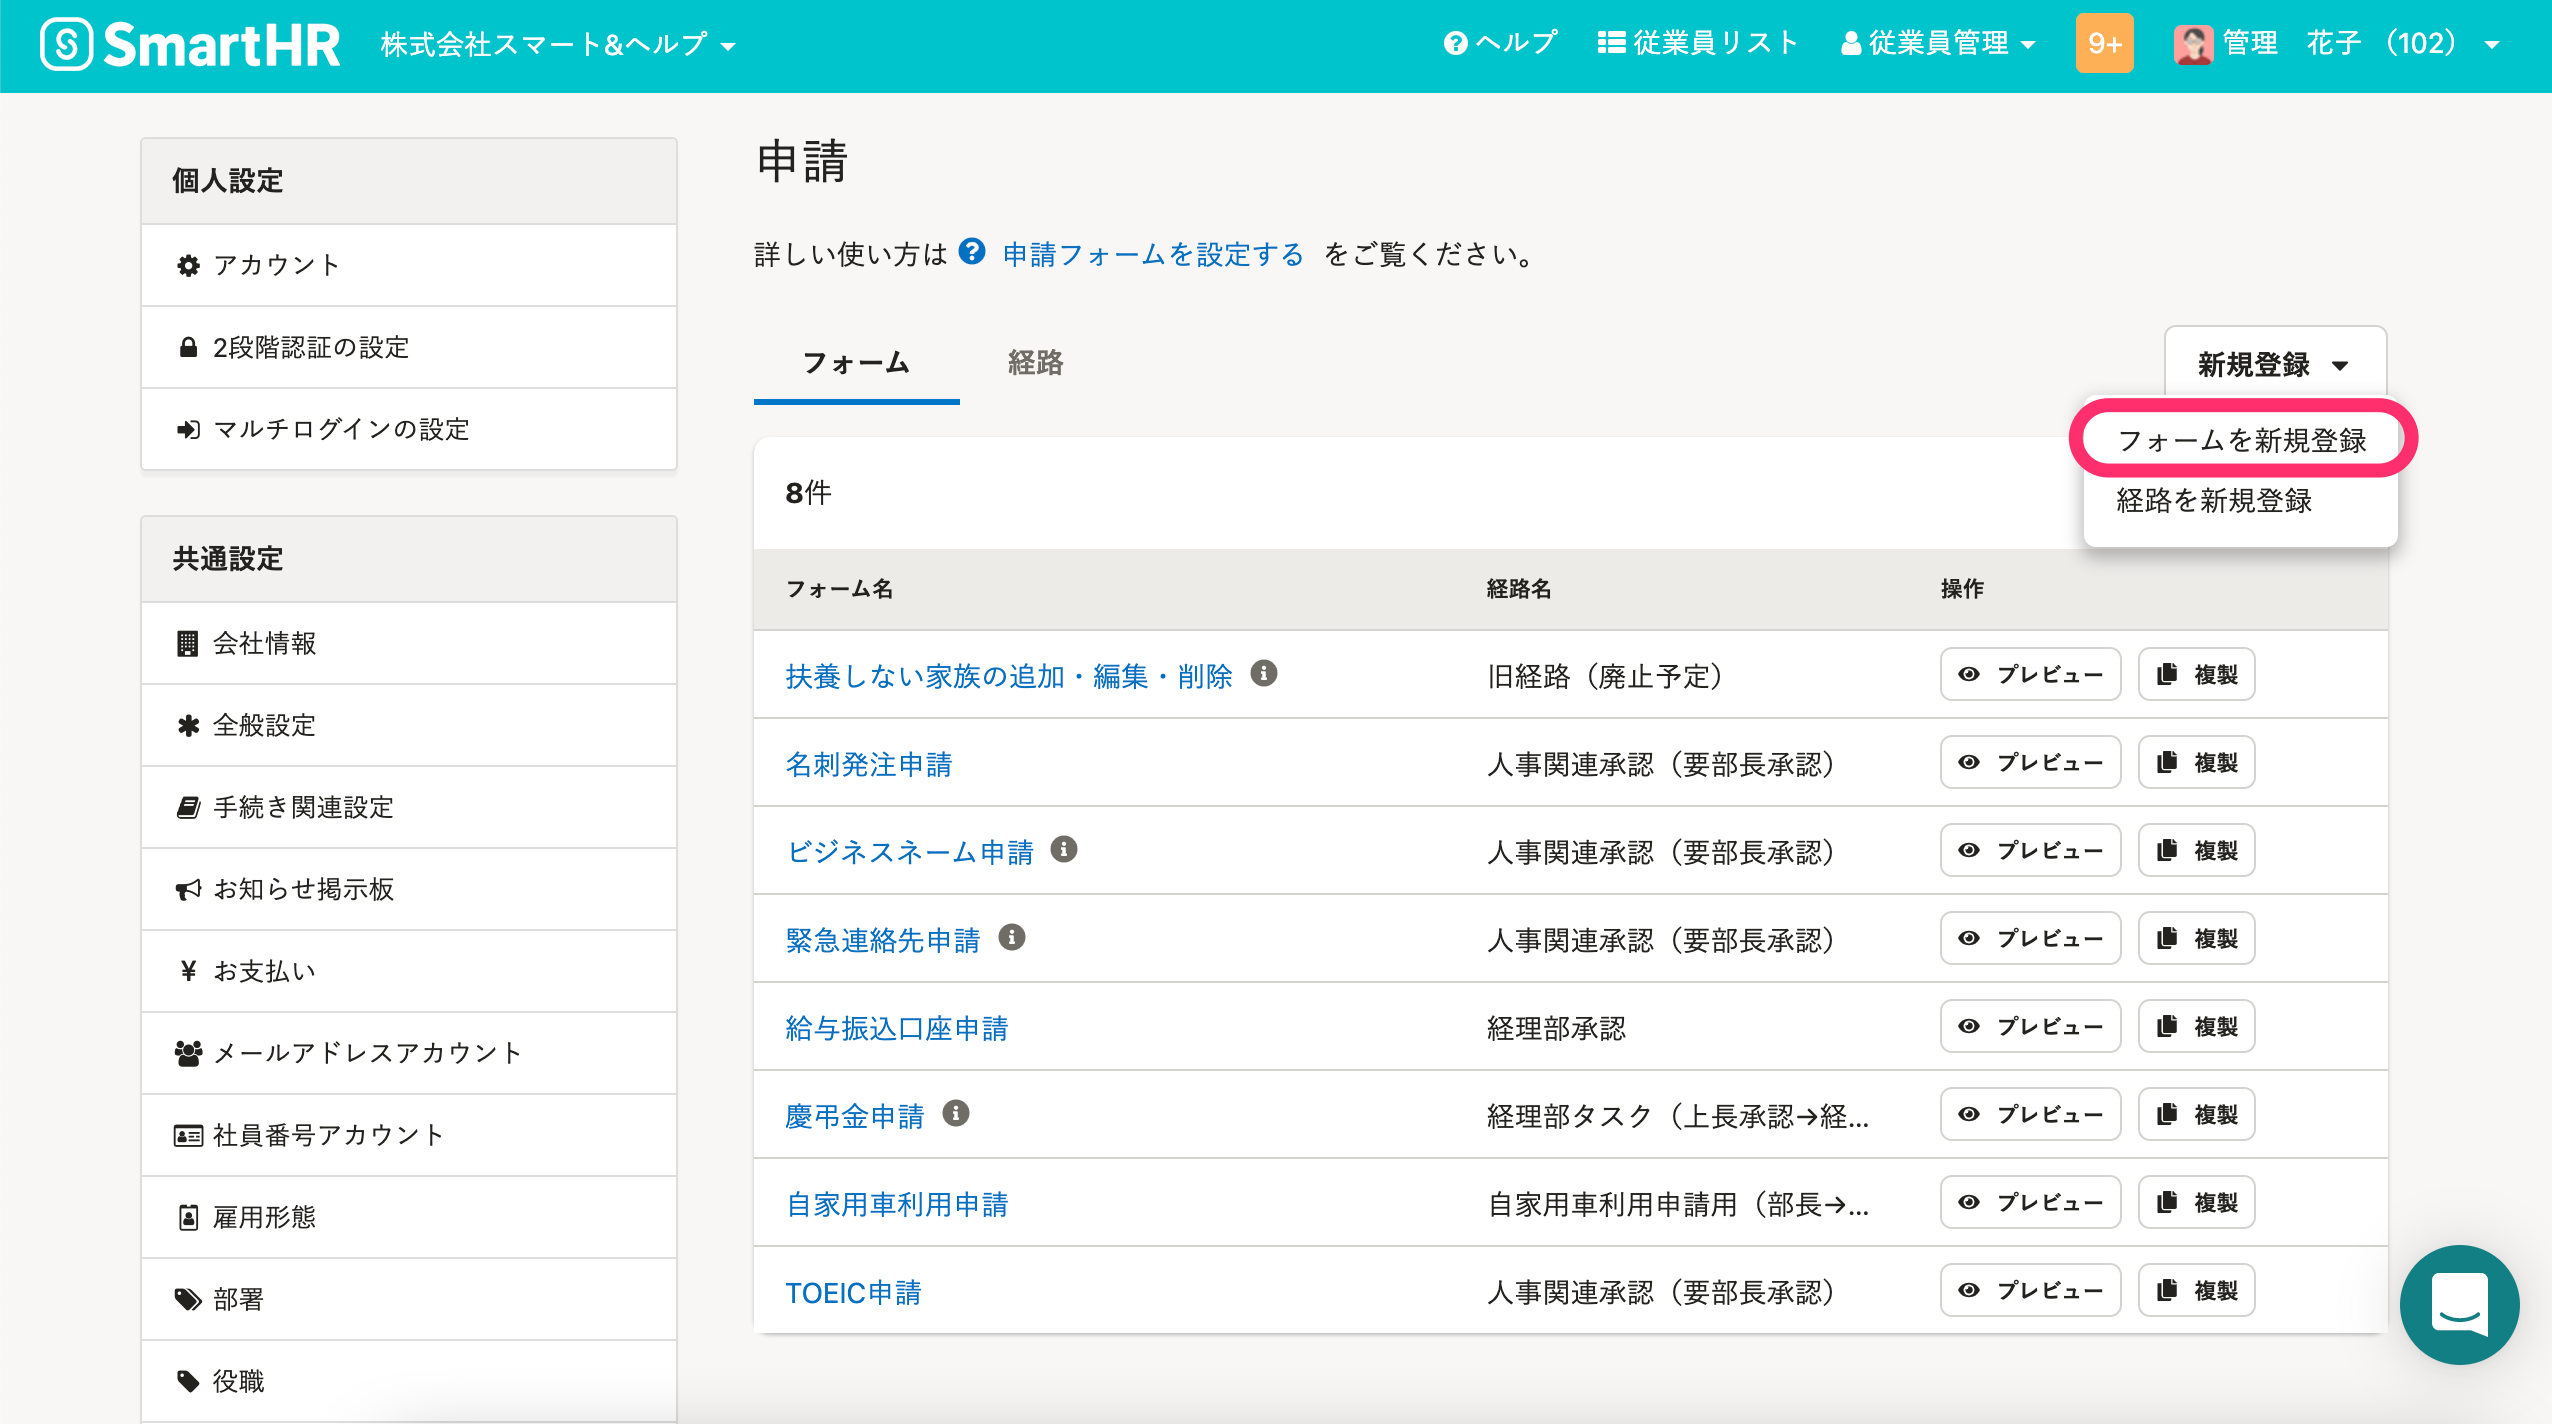 SmartHR 株式会社スマート&ヘルプ ヘルプ 従業員リスト 従業員管理 9+ 管理 花子 （102）
個人設定
アカウント
2段階認証の設定
マルチログインの設定
共通設定
会社情報
全般設定
手続き関連設定
お知らせ掲示板
¥ お支払い
メールアドレスアカウント
社員番号アカウント
雇用形態
部署
役職
申請
詳しい使い方は 申請フォームを設定する をご覧ください。
フォーム 経路 新規登録
フォームを新規登録
経路を新規登録
8件
フォーム名 経路名 操作
扶養しない家族の追加・編集・削除 旧経路（廃止予定） プレビュー 複製
名刺発注申請 人事関連承認（要部長承認） プレビュー 複製
ビジネスネーム申請 人事関連承認（要部長承認） プレビュー 複製
緊急連絡先申請 人事関連承認（要部長承認） プレビュー 複製
給与振込口座申請 経理部承認 プレビュー 複製
慶弔金申請 経理部タスク（上長承認→経... プレビュー 複製
自家用車利用申請 自家用車利用申請用（部長→... プレビュー 複製
TOEIC申請 人事関連承認（要部長承認） プレビュー 複製